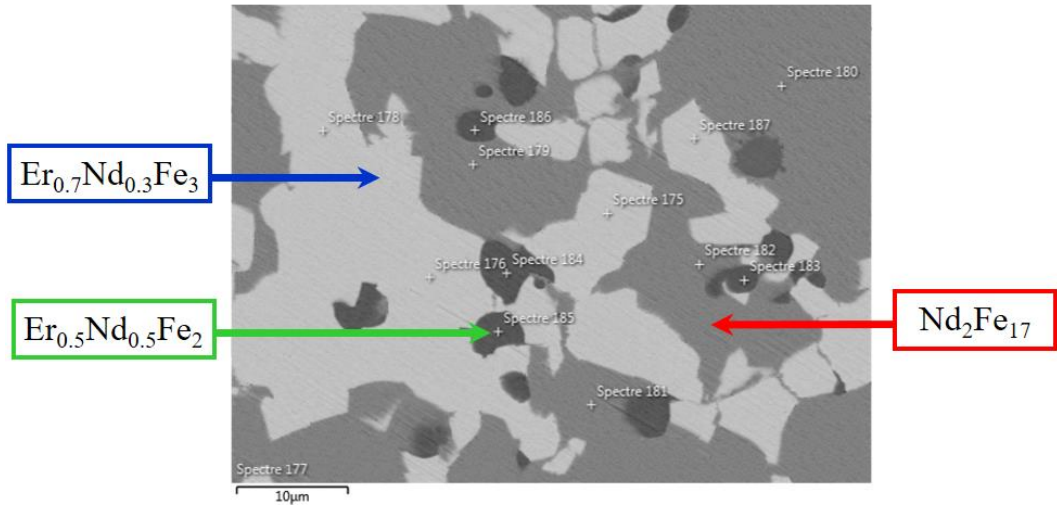 Spectre 180
Spectre 178
Spectre 186
Spectre 187
Spectre 179
Er₀.₇Nd₀.₃Fe₃
Spectre 175
Spectre 182
Spectre 176
Spectre 184
Spectre 183
Er₀.₅Nd₀.₅Fe₂
Spectre 185
Nd₂Fe₁₇
Spectre 181
Spectre 177
10μm